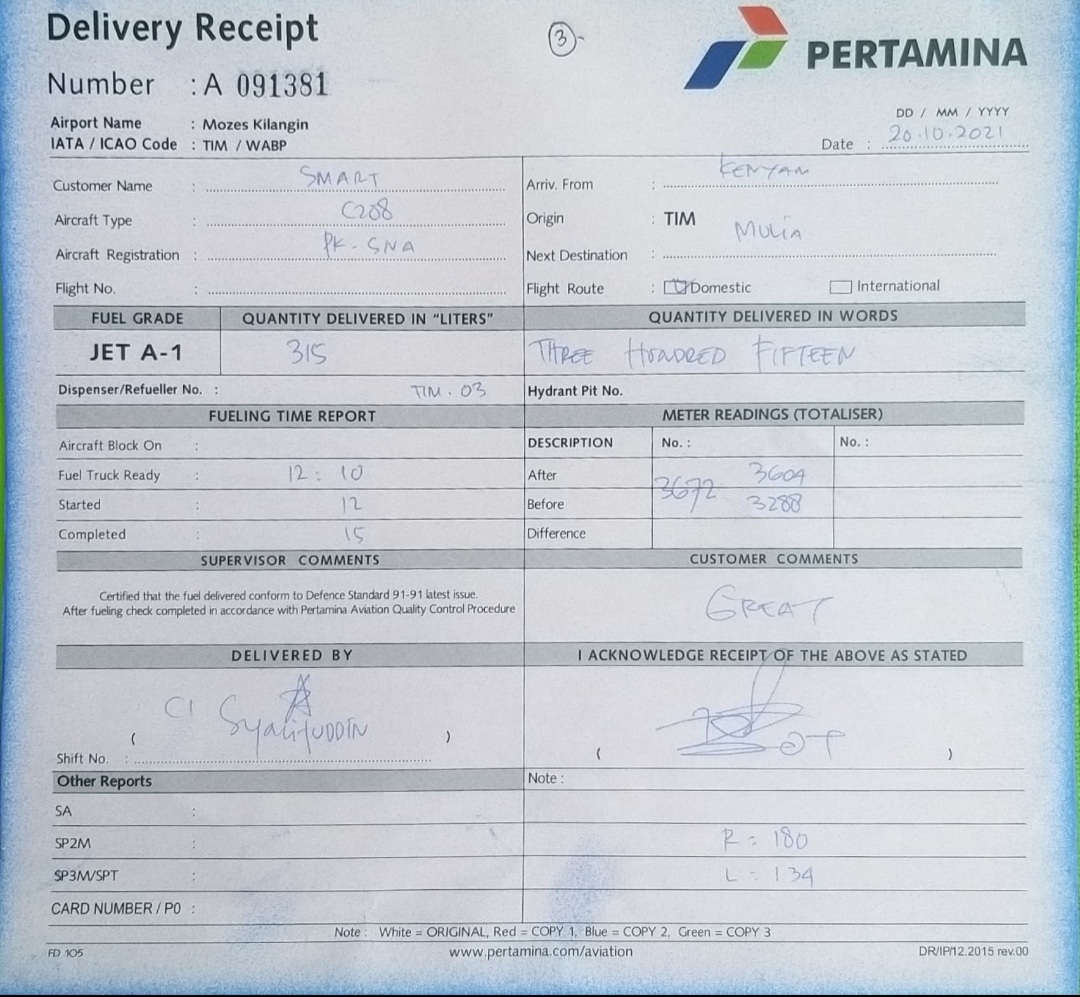 Delivery Receipt
3-
PERTAMINA
Number : A 091381
DD / MM / YYYY
Airport Name : Mozes Kilangin
IATA / ICAO Code : TIM / WABP
Date : 20.10.2021
Customer Name : SMART
Arriv. From : KENYAM
Aircraft Type : C208
Origin : TIM
Aircraft Registration : PK-SNA
Next Destination : MULIA
Flight No. :
Flight Route : Domestic International
FUEL GRADE QUANTITY DELIVERED IN "LITERS" QUANTITY DELIVERED IN WORDS
JET A-1 315 THREE HUNDRED FIFTEEN
Dispenser/Refueller No. : TIM . 03 Hydrant Pit No.
FUELING TIME REPORT METER READINGS (TOTALISER)
Aircraft Block On : DESCRIPTION No. : No. :
Fuel Truck Ready : 12 : 10 After 3604
3672
Started : 12 Before 3288
Completed : 15 Difference
SUPERVISOR COMMENTS CUSTOMER COMMENTS
Certified that the fuel delivered conform to Defence Standard 91-91 latest issue.
After fueling check completed in accordance with Pertamina Aviation Quality Control Procedure
GREAT
DELIVERED BY I ACKNOWLEDGE RECEIPT OF THE ABOVE AS STATED
( )
Shift No. : ( )
Other Reports Note :
SA :
SP2M : R = 180
SP3M/SPT : L = 134
CARD NUMBER / PO :
Note : White = ORIGINAL, Red = COPY 1, Blue = COPY 2, Green = COPY 3
FD 105 www.pertamina.com/aviation DR/IP/12.2015 rev.00